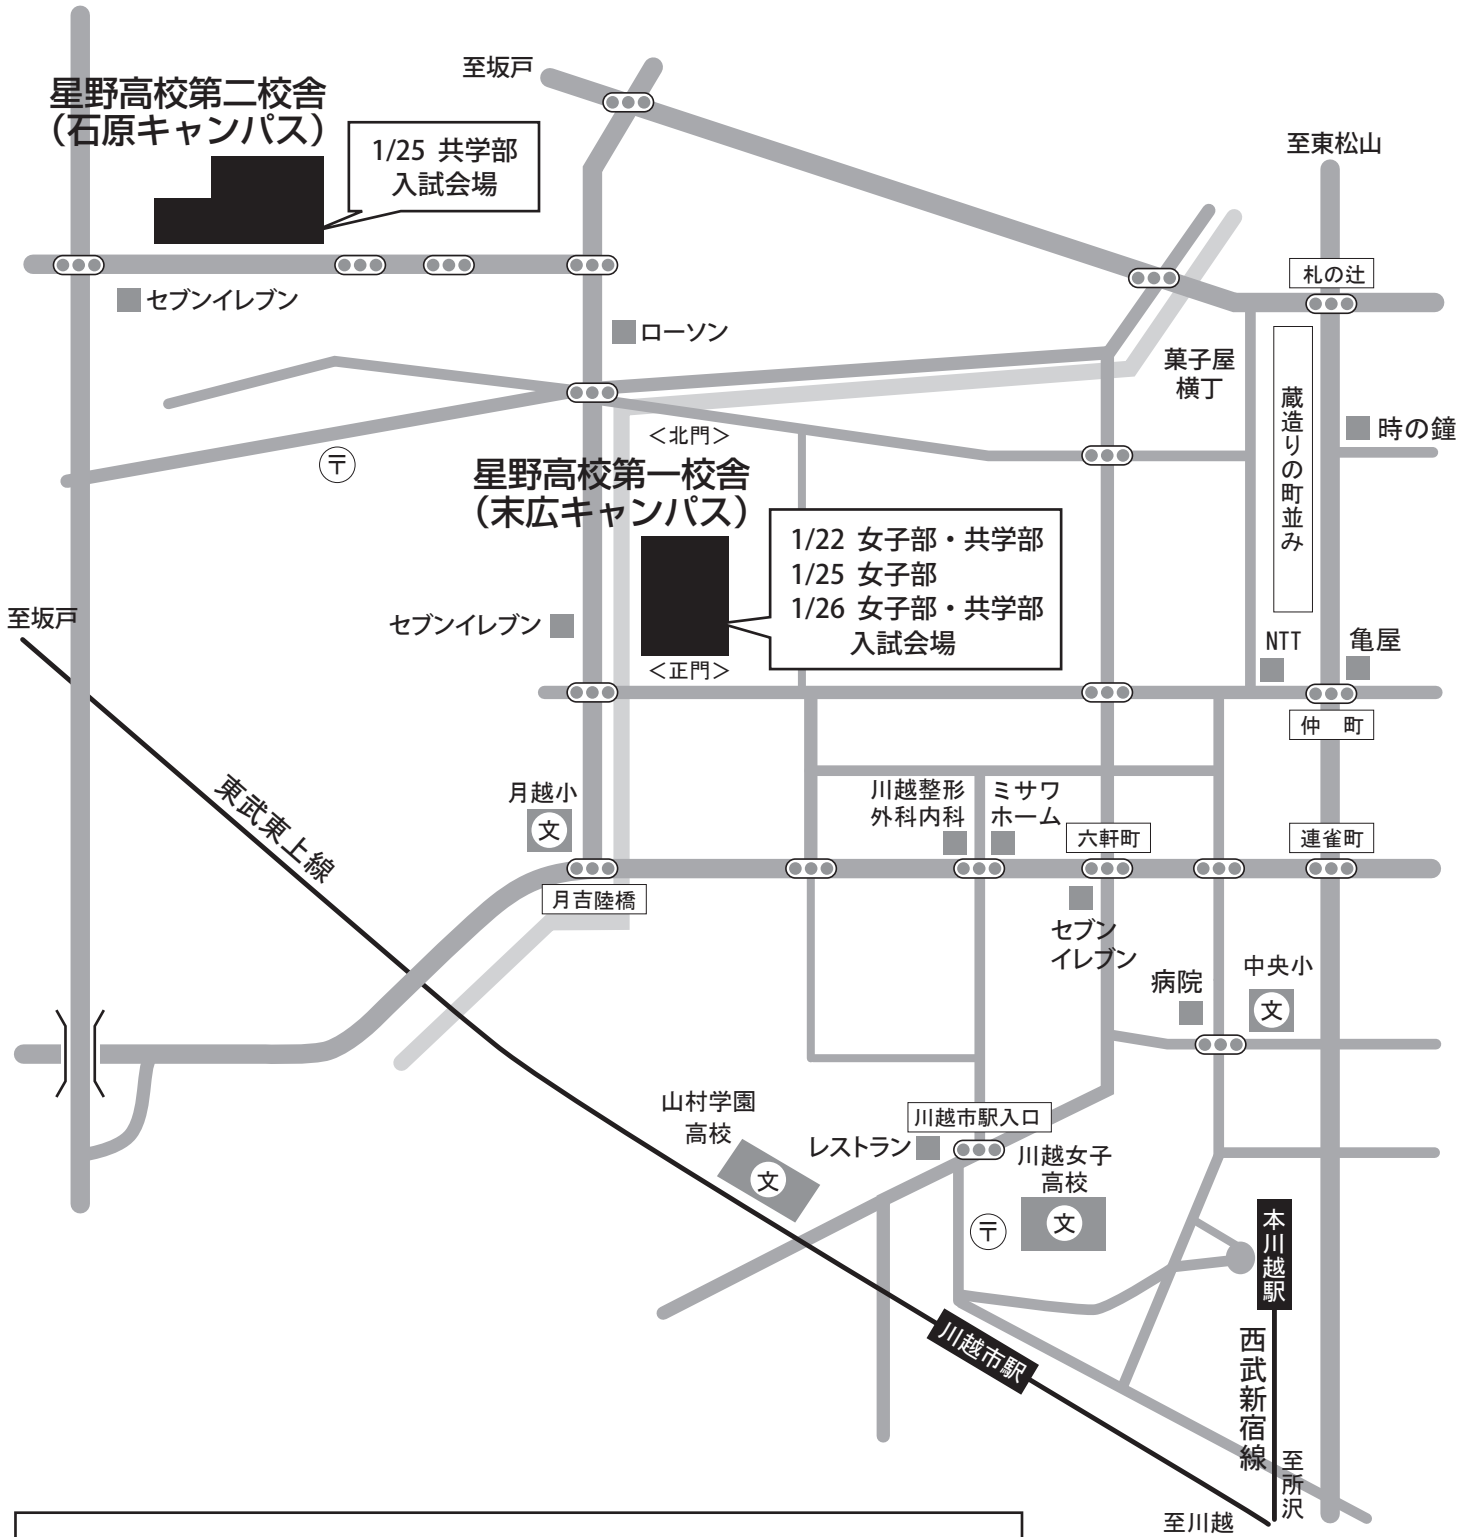 至坂戸
星野高校第二校舎
（石原キャンパス）
1/25 共学部
入試会場
至東松山
札の辻
セブンイレブン
ローソン
菓子屋
横丁
蔵造りの町並み
時の鐘
〒
＜北門＞
星野高校第一校舎
（末広キャンパス）
1/22 女子部・共学部
1/25 女子部
1/26 女子部・共学部
入試会場
至坂戸
セブンイレブン
＜正門＞
NTT
亀屋
仲 町
東武東上線
月越小
文
川越整形
外科内科
ミサワ
ホーム
六軒町
連雀町
月吉陸橋
セブン
イレブン
病院
中央小
文
山村学園
高校
文
川越市駅入口
レストラン
川越女子
高校
文
〒
本川越駅
川越市駅
西武新宿線
至所沢
至川越